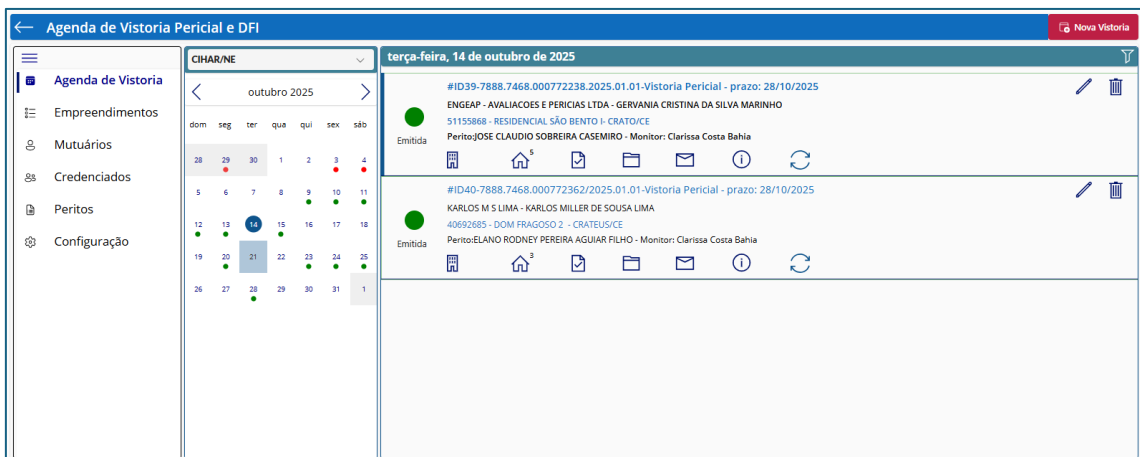 Agenda de Vistoria Pericial e DFI
Nova Vistoria
Agenda de Vistoria
Empreendimentos
Mutuários
Credenciados
Peritos
Configuração
CIHAR/NE
outubro 2025
dom seg ter qua qui sex sáb
28 29 30 1 2 3 4
5 6 7 8 9 10 11
12 13 14 15 16 17 18
19 20 21 22 23 24 25
26 27 28 29 30 31 1
terça-feira, 14 de outubro de 2025
#ID39-7888.7468.000772238.2025.01.01-Vistoria Pericial - prazo: 28/10/2025
ENGEAP - AVALIACOES E PERICIAS LTDA - GERVANIA CRISTINA DA SILVA MARINHO
51155868 - RESIDENCIAL SÃO BENTO I- CRATO/CE
Perito:JOSE CLAUDIO SOBREIRA CASEMIRO - Monitor: Clarissa Costa Bahia
Emitida
5
#ID40-7888.7468.000772362/2025.01.01-Vistoria Pericial - prazo: 28/10/2025
KARLOS M S LIMA - KARLOS MILLER DE SOUSA LIMA
40692685 - DOM FRAGOSO 2 - CRATEUS/CE
Perito:ELANO RODNEY PEREIRA AGUIAR FILHO - Monitor: Clarissa Costa Bahia
Emitida
3